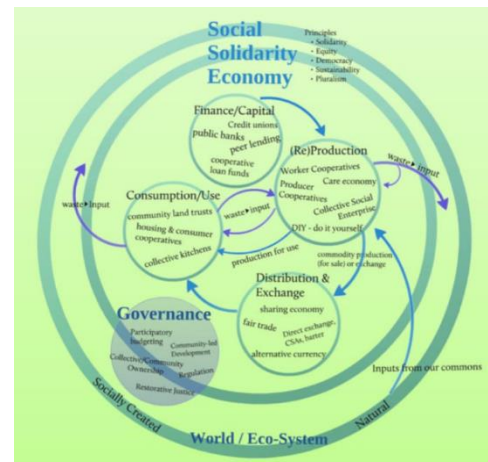 Social
Solidarity
Economy
Principles
• Solidarity
• Equity
• Democracy
• Sustainability
• Pluralism
Finance/Capital
Credit unions
public banks
peer lending
cooperative
loan funds
(Re)Production
Worker Cooperatives
Care economy
Producer
Cooperatives
Collective Social
Enterprise
DIY - do it yourself
waste▸input
waste▸Input
Consumption/Use
community land trusts
housing & consumer
cooperatives
collective kitchens
waste▸input
production for use
commodity production
(for sale) or exchange
Distribution &
Exchange
sharing economy
fair trade
Direct exchange,
CSAs, barter
alternative currency
Governance
Participatory
budgeting
Community-led
Development
Collective/Community
Ownership
Regulation
Restorative Justice
Inputs from our commons
Socially Created
World / Eco-System
Natural